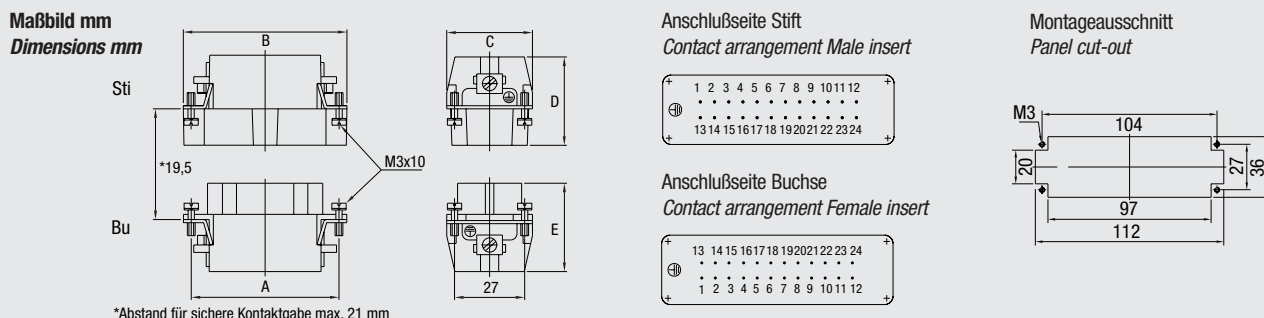 Maßbild mm
Dimensions mm
B
C
Sti
D
*19,5
M3x10
Bu
E
A
27
*Abstand für sichere Kontaktgabe max. 21 mm
Anschlußseite Stift
Contact arrangement Male insert
1 2 3 4 5 6 7 8 9 10 11 12
13 14 15 16 17 18 19 20 21 22 23 24
Anschlußseite Buchse
Contact arrangement Female insert
13 14 15 16 17 18 19 20 21 22 23 24
1 2 3 4 5 6 7 8 9 10 11 12
Montageausschnitt
Panel cut-out
M3
104
20
27
36
97
112